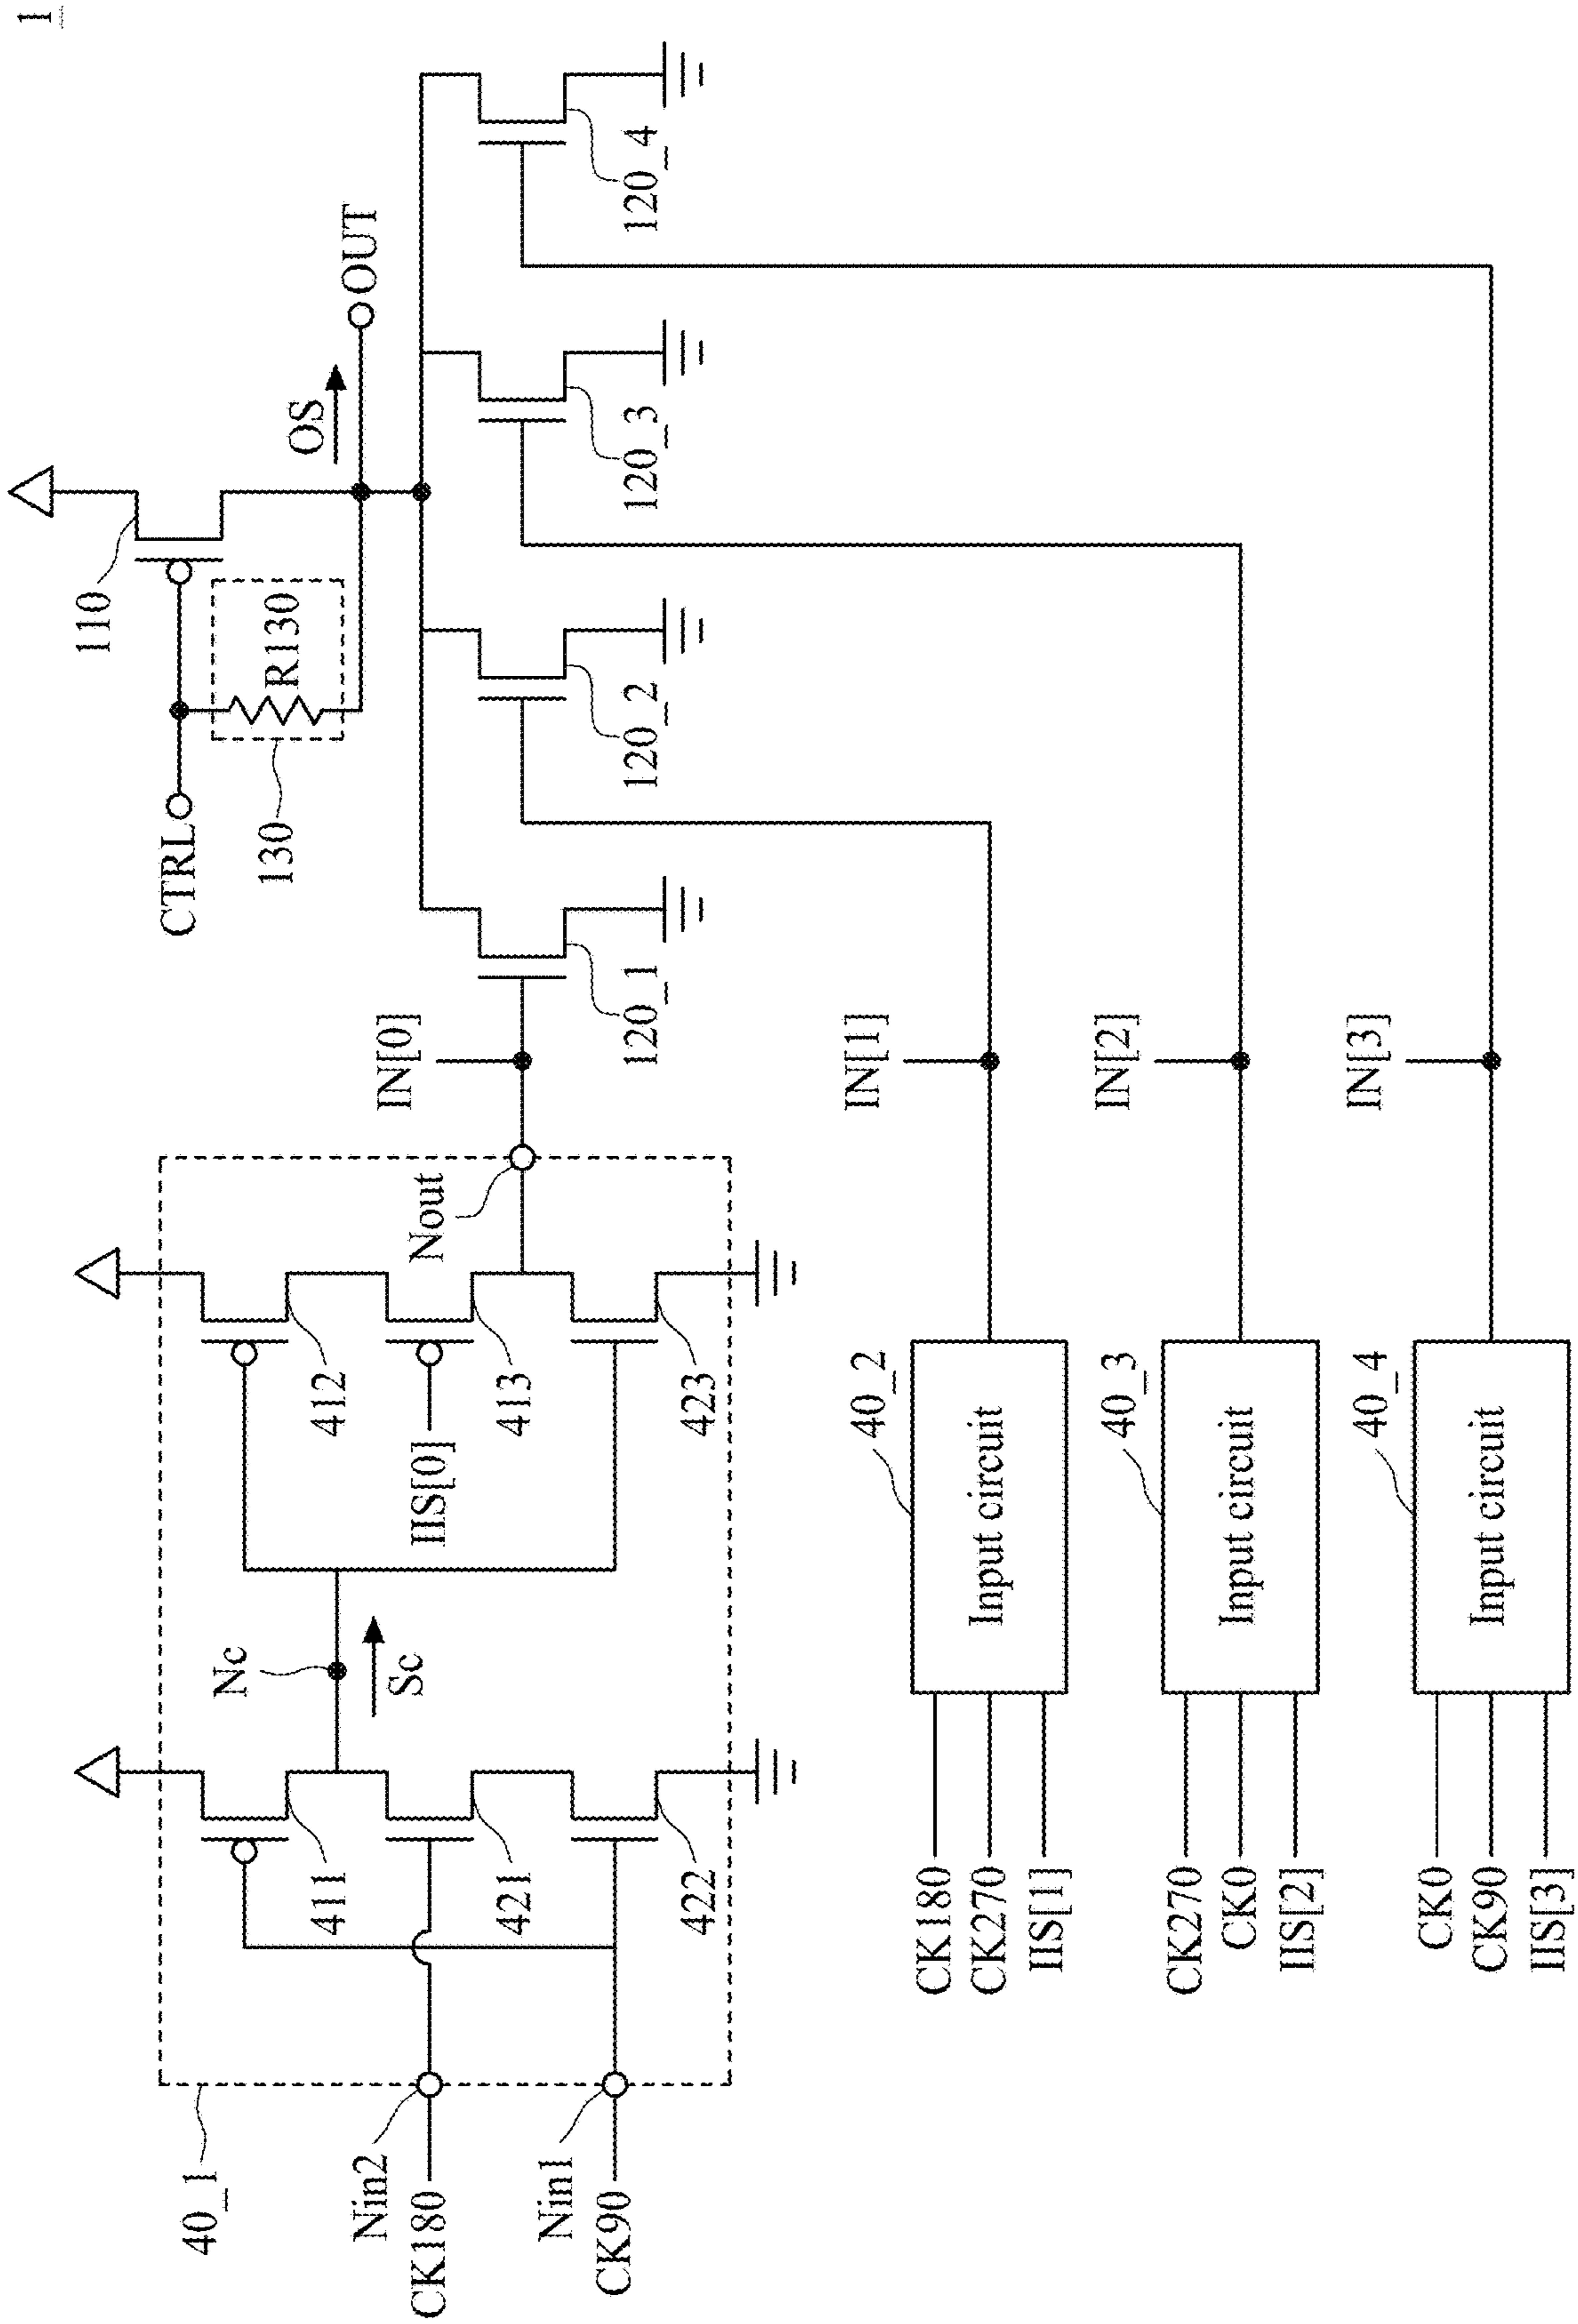 1
110
CTRL
R130
130
OS
OUT
120_1
120_2
120_3
120_4
IN[0]
IN[1]
IN[2]
IN[3]
40_1
Nin2
CK180
Nin1
CK90
411
421
422
Nc
Sc
412
IIS[0]
413
423
Nout
40_2
Input circuit
CK180
CK270
IIS[1]
40_3
Input circuit
CK270
CK0
IIS[2]
40_4
Input circuit
CK0
CK90
IIS[3]